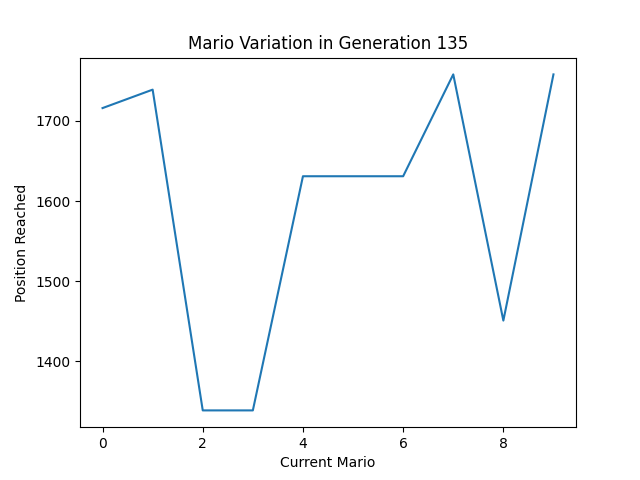 Mario Variation in Generation 135
Position Reached
1700
1600
1500
1400
0 2 4 6 8
Current Mario